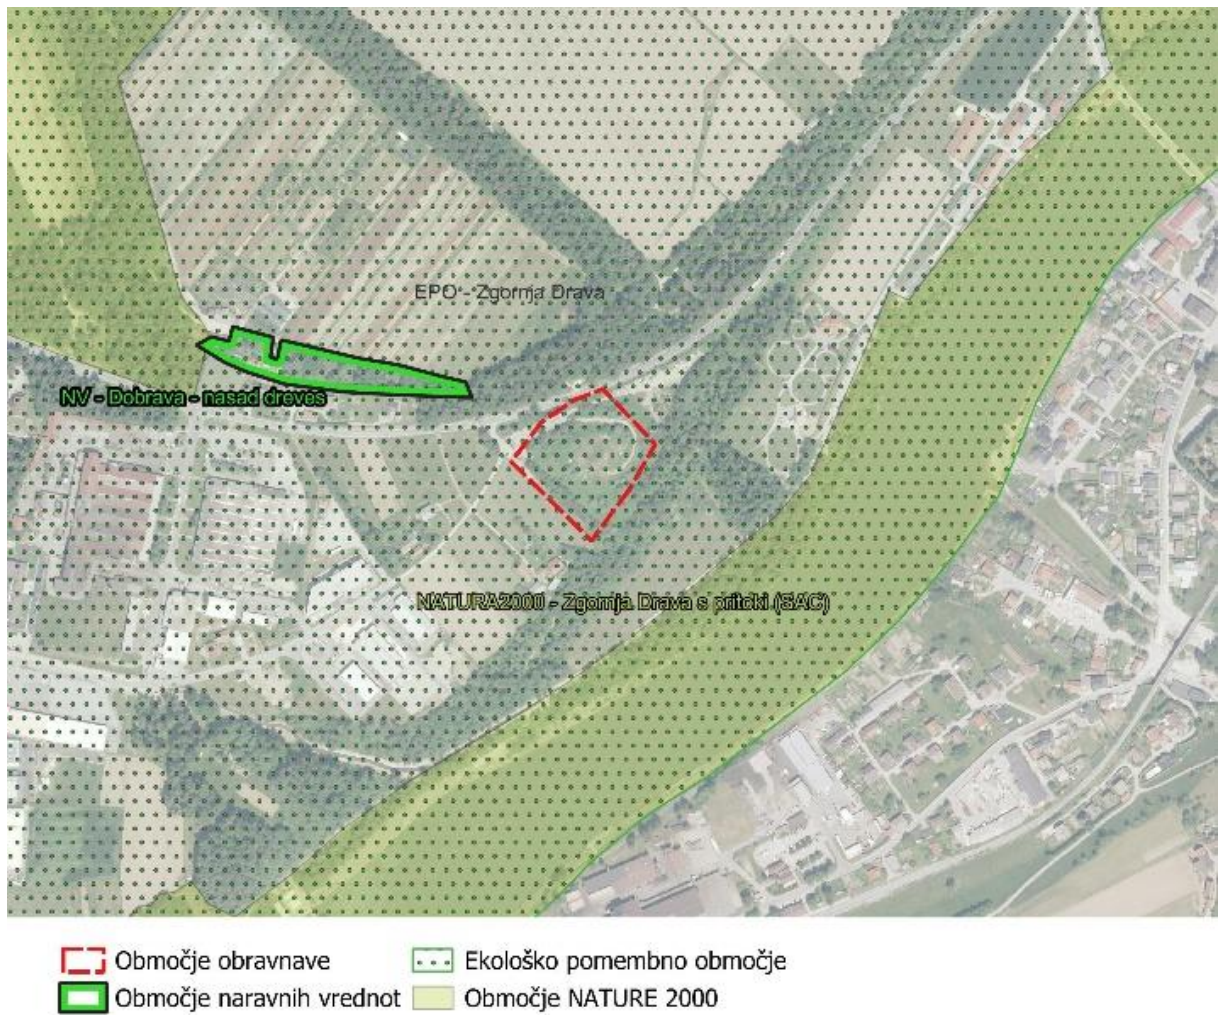 EPO - Zgornja Drava
NV - Dobrava - nasad dreves
NATURA2000 - Zgornja Drava s pritoki (SAC)
Območje obravnave
Ekološko pomembno območje
Območje naravnih vrednot
Območje NATURE 2000